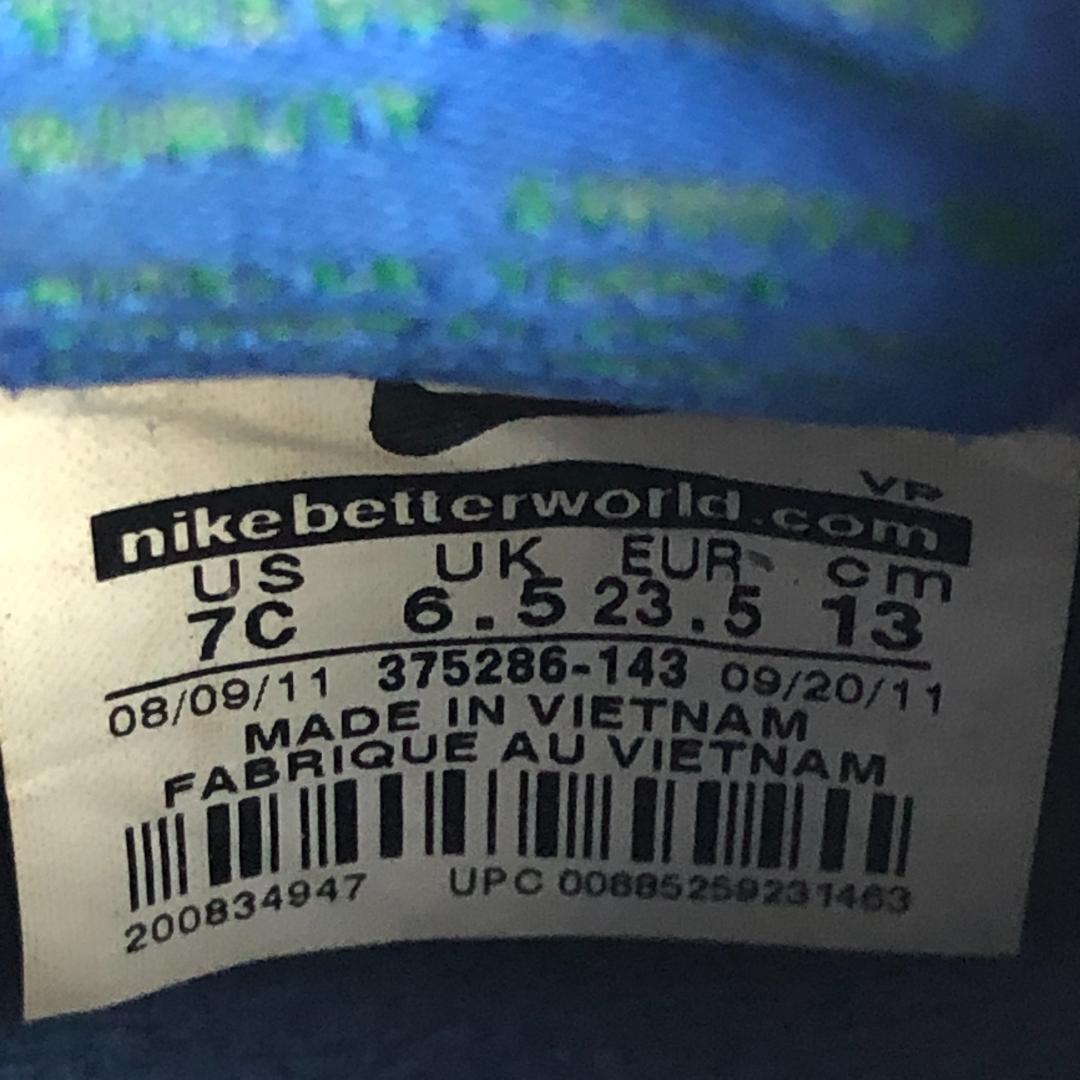 VP
nikebetterworld.com
US UK EUR cm
7C 6.5 23.5 13
08/09/11 375286-143 09/20/11
MADE IN VIETNAM
FABRIQUE AU VIETNAM
200834947 UPC 00885259231463